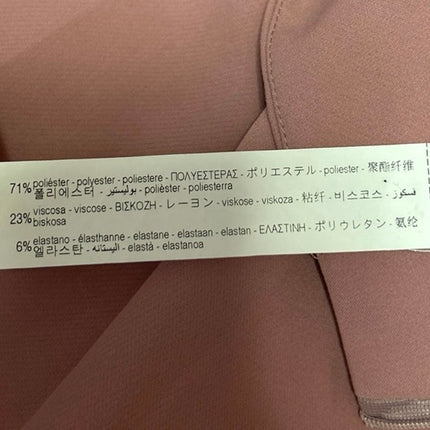 71% poliéster - polyester - poliestere - ΠΟΛΥΕΣΤΕΡΑΣ - ポリエステル - poliester - 聚酯纤维
폴리에스터 - بوليستير - polièster - poliesterra
23% viscosa - viscose - ΒΙΣΚΟΖΗ - レーヨン - viskose - viskoza - 粘纤 - 비스코스 - فسكوز -
biskosa
6% elastano - élasthanne - elastane - elastaan - elastan - ΕΛΑΣΤΙΝΗ - ポリウレタン - 氨纶
엘라스탄 - الیستانه - elastà - elastanoa